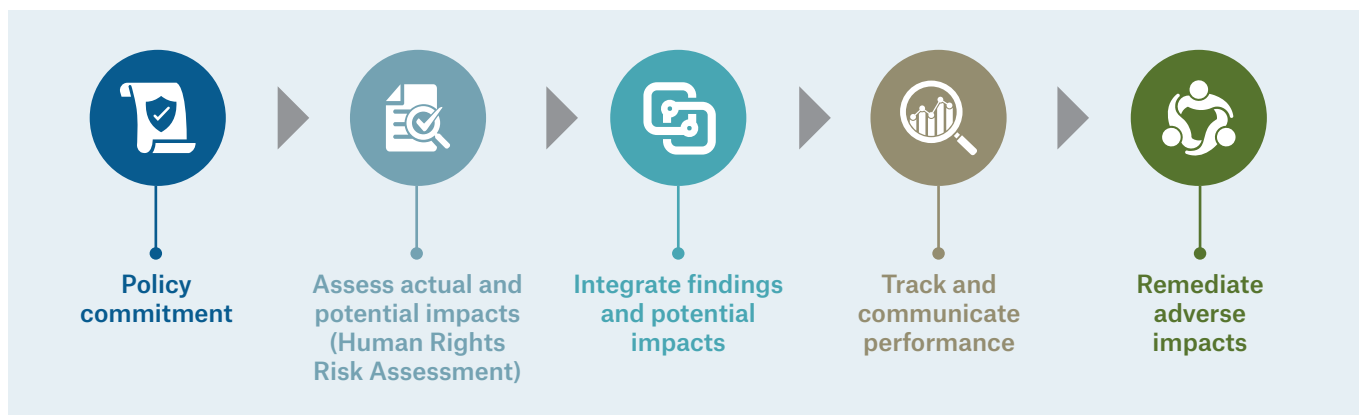 Policy
commitment
Assess actual and
potential impacts
(Human Rights
Risk Assessment)
Integrate findings
and potential
impacts
Track and
communicate
performance
Remediate
adverse
impacts